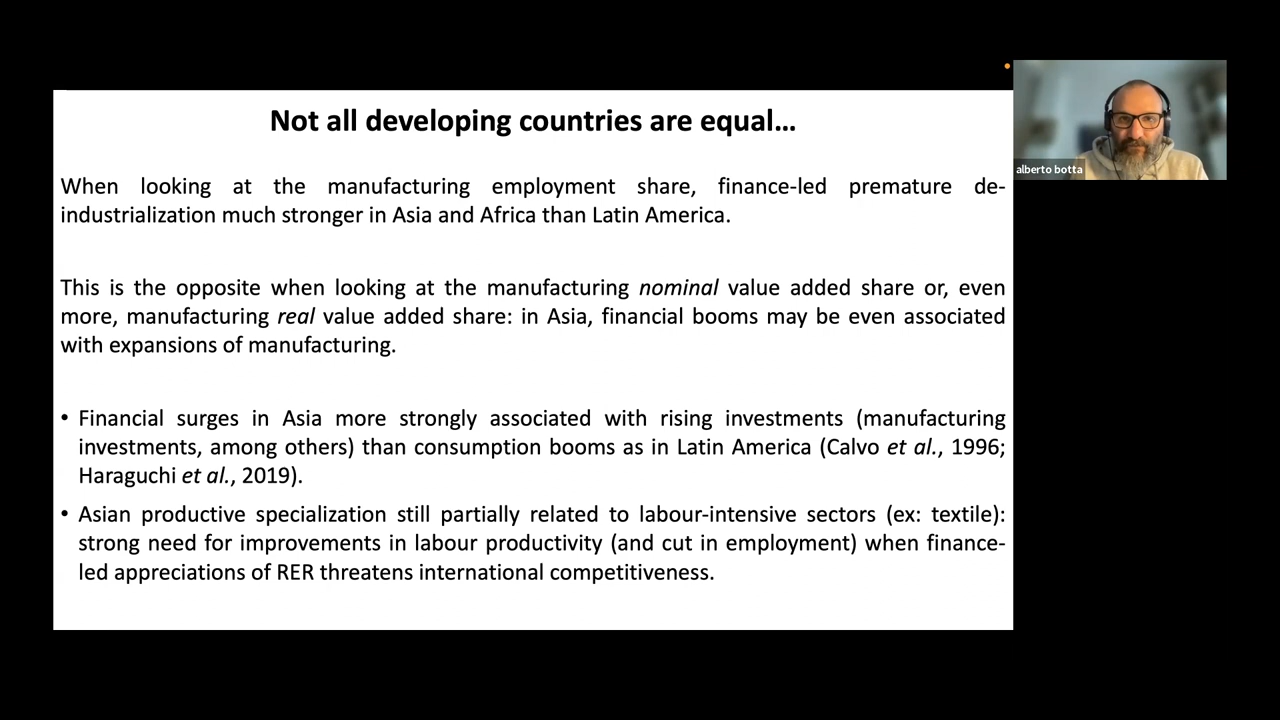 Not all developing countries are equal…
When looking at the manufacturing employment share, finance-led premature de-
industrialization much stronger in Asia and Africa than Latin America.
This is the opposite when looking at the manufacturing nominal value added share or, even
more, manufacturing real value added share: in Asia, financial booms may be even associated
with expansions of manufacturing.
• Financial surges in Asia more strongly associated with rising investments (manufacturing
investments, among others) than consumption booms as in Latin America (Calvo et al., 1996;
Haraguchi et al., 2019).
• Asian productive specialization still partially related to labour-intensive sectors (ex: textile):
strong need for improvements in labour productivity (and cut in employment) when finance-
led appreciations of RER threatens international competitiveness.
alberto botta